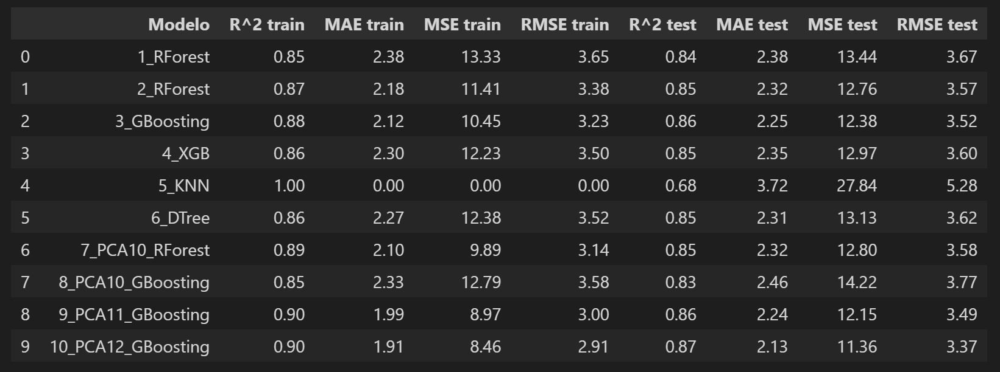 Modelo R^2 train MAE train MSE train RMSE train R^2 test MAE test MSE test RMSE test
0 1_RForest 0.85 2.38 13.33 3.65 0.84 2.38 13.44 3.67
1 2_RForest 0.87 2.18 11.41 3.38 0.85 2.32 12.76 3.57
2 3_GBoosting 0.88 2.12 10.45 3.23 0.86 2.25 12.38 3.52
3 4_XGB 0.86 2.30 12.23 3.50 0.85 2.35 12.97 3.60
4 5_KNN 1.00 0.00 0.00 0.00 0.68 3.72 27.84 5.28
5 6_DTree 0.86 2.27 12.38 3.52 0.85 2.31 13.13 3.62
6 7_PCA10_RForest 0.89 2.10 9.89 3.14 0.85 2.32 12.80 3.58
7 8_PCA10_GBoosting 0.85 2.33 12.79 3.58 0.83 2.46 14.22 3.77
8 9_PCA11_GBoosting 0.90 1.99 8.97 3.00 0.86 2.24 12.15 3.49
9 10_PCA12_GBoosting 0.90 1.91 8.46 2.91 0.87 2.13 11.36 3.37